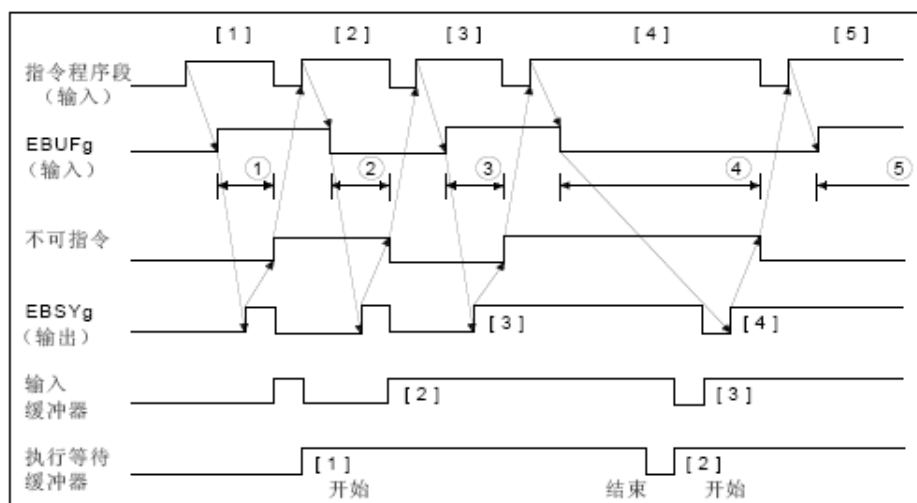 [1] [2] [3] [4] [5]
指令程序段
（输入）
EBUFg
（输入）
① ② ③ ④ ⑤
不可指令
EBSYg
（输出）
[3] [4]
输入
缓冲器
[2] [3]
执行等待
缓冲器
[1] [2]
开始 结束 开始